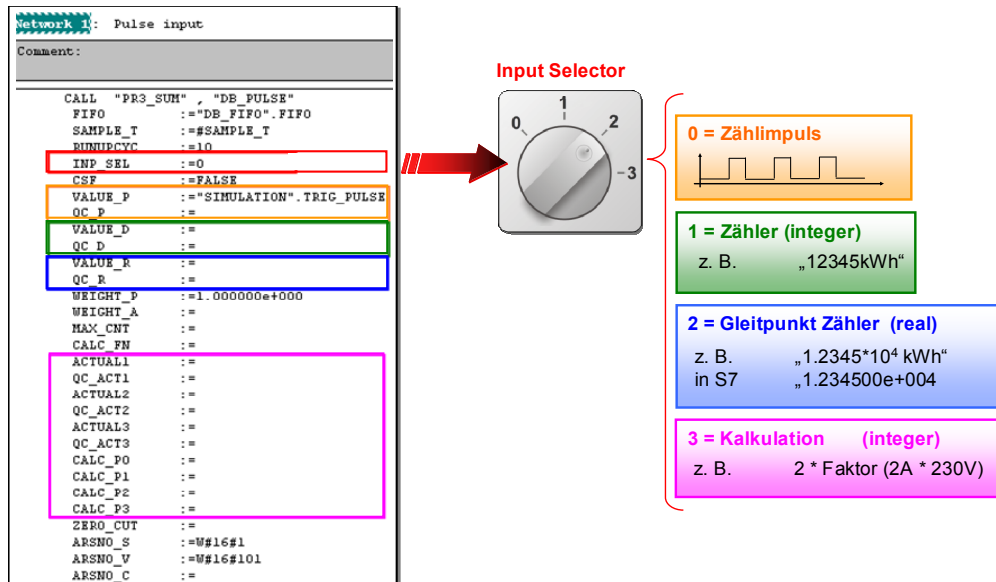 Network 1: Pulse input
Comment:
CALL "PR3_SUM" , "DB_PULSE"
FIFO :="DB_FIFO".FIFO
SAMPLE_T :=#SAMPLE_T
RUNUPCYC :=10
INP_SEL :=0
CSF :=FALSE
VALUE_P :="SIMULATION".TRIG_PULSE
QC_P :=
VALUE_D :=
QC_D :=
VALUE_R :=
QC_R :=
WEIGHT_P :=1.000000e+000
WEIGHT_A :=
MAX_CNT :=
CALC_FN :=
ACTUAL1 :=
QC_ACT1 :=
ACTUAL2 :=
QC_ACT2 :=
ACTUAL3 :=
QC_ACT3 :=
CALC_P0 :=
CALC_P1 :=
CALC_P2 :=
CALC_P3 :=
ZERO_CUT :=
ARSNO_S :=W#16#1
ARSNO_V :=W#16#101
ARSNO_C :=
Input Selector
0
1
2
3
0 = Zählimpuls
1 = Zähler (integer)
z. B. „12345kWh“
2 = Gleitpunkt Zähler (real)
z. B. „1.2345*10⁴ kWh“
in S7 „1.234500e+004
3 = Kalkulation (integer)
z. B. 2 * Faktor (2A * 230V)